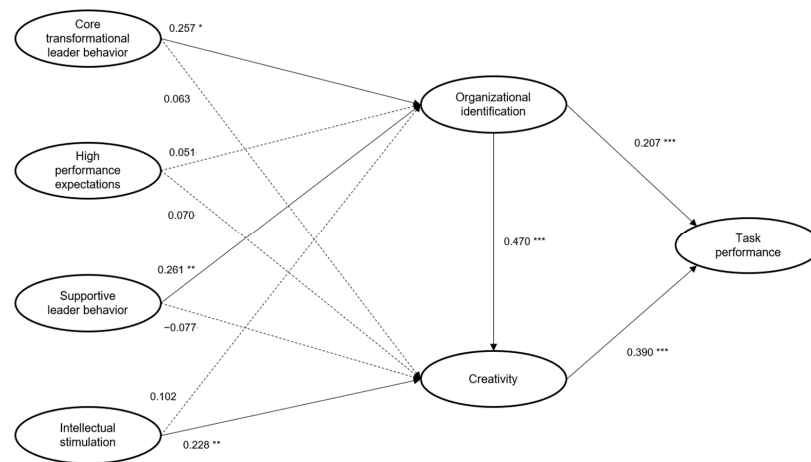 Core
transformational
leader behavior
0.257 *
0.063
Organizational
identification
High
performance
expectations
0.051
0.070
0.207 ***
0.470 ***
Task
performance
Supportive
leader behavior
0.261 **
−0.077
0.390 ***
Creativity
0.102
Intellectual
stimulation
0.228 **